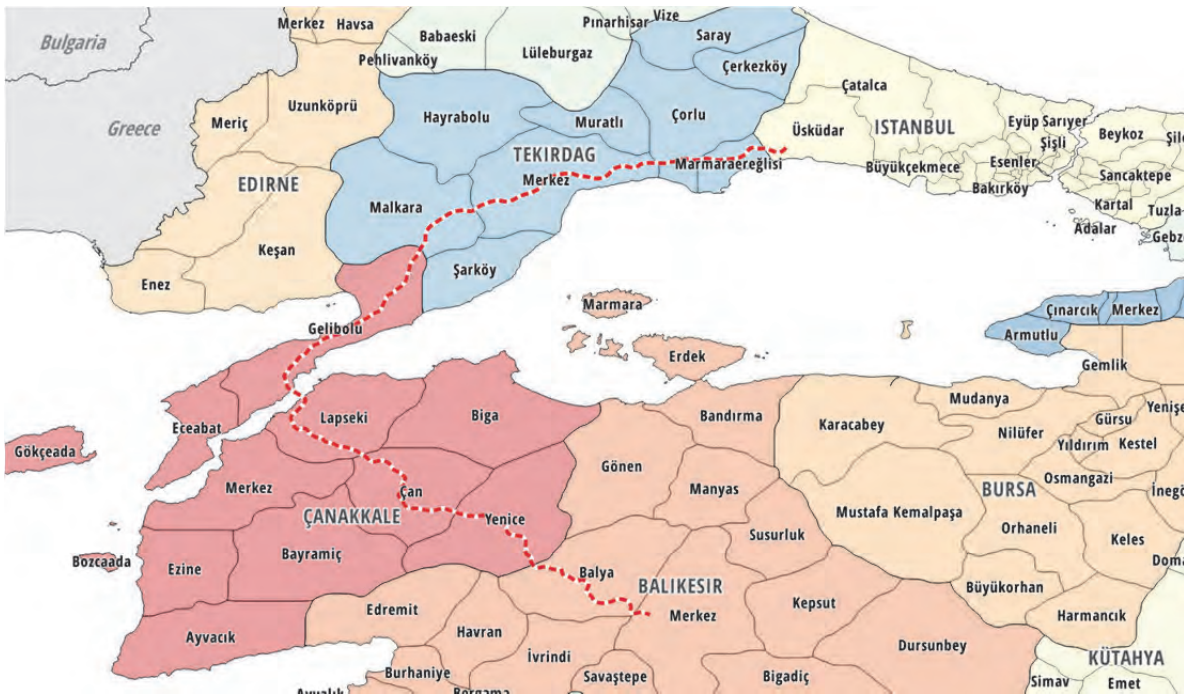 Merkez
Havsa
Babaeski
Pınarhisar
Vize
Saray
Bulgaria
Pehlivanköy
Lüleburgaz
Çerkezköy
Çatalca
Uzunköprü
Meriç
Greece
Hayrabolu
Muratlı
Çorlu
Üsküdar
ISTANBUL
Eyüp
Sarıyer
Şişli
Beykoz
TEKIRDAG
Merkez
Marmaraereğlisi
Büyükçekmece
Esenler
Bakırköy
Sancaktepe
Kartal
Adalar
Tuzla
EDIRNE
Malkara
Keşan
Enez
Şarköy
Gelibolu
Marmara
Erdek
Çınarcık
Merkez
Armutlu
Gemlik
Eceabat
Gökçeada
Lapseki
Biga
Bandırma
Karacabey
Mudanya
Nilüfer
Gürsu
Yıldırım
Kestel
Osmangazi
Gönen
Manyas
Merkez
Çan
ÇANAKKALE
Yenice
Mustafa Kemalpaşa
BURSA
Orhaneli
Keles
Susurluk
Bozcaada
Ezine
Bayramiç
Balya
BALIKESIR
Merkez
Kepsut
Büyükorhan
Harmancık
Ayvacık
Edremit
Havran
İvrindi
Burhaniye
Savaştepe
Bigadiç
Dursunbey
KÜTAHYA
Simav
Emet